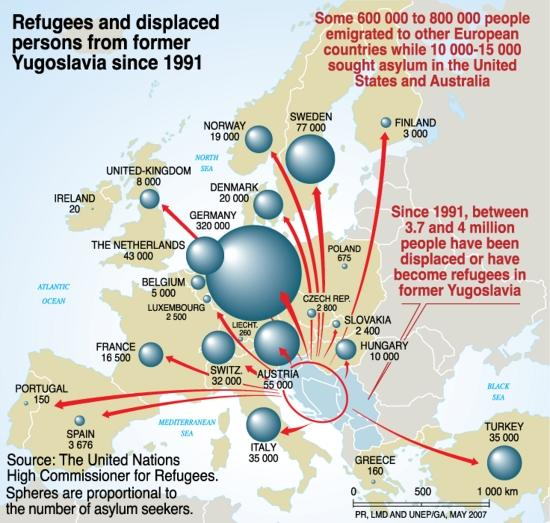 Refugees and displaced
persons from former
Yugoslavia since 1991
Some 600 000 to 800 000 people
emigrated to other European
countries while 10 000-15 000
sought asylum in the United
States and Australia
SWEDEN
77 000
FINLAND
3 000
NORWAY
19 000
NORTH
SEA
UNITED-KINGDOM
8 000
DENMARK
20 000
IRELAND
20
GERMANY
320 000
Since 1991, between
3.7 and 4 million
people have been
displaced or have
become refugees in
former Yugoslavia
THE NETHERLANDS
43 000
POLAND
675
BELGIUM
5 000
ATLANTIC
OCEAN
LUXEMBOURG
2 500
CZECH REP.
2 800
SLOVAKIA
2 400
LIECHT.
260
HUNGARY
10 000
FRANCE
16 500
SWITZ.
32 000
AUSTRIA
55 000
PORTUGAL
150
BLACK
SEA
SPAIN
3 676
MEDITERRANEAN
SEA
ITALY
35 000
TURKEY
35 000
GREECE
160
Source: The United Nations
High Commissioner for Refugees.
Spheres are proportional to
the number of asylum seekers.
0 500 1 000 km
PR, LMD AND UNEP/GA, MAY 2007